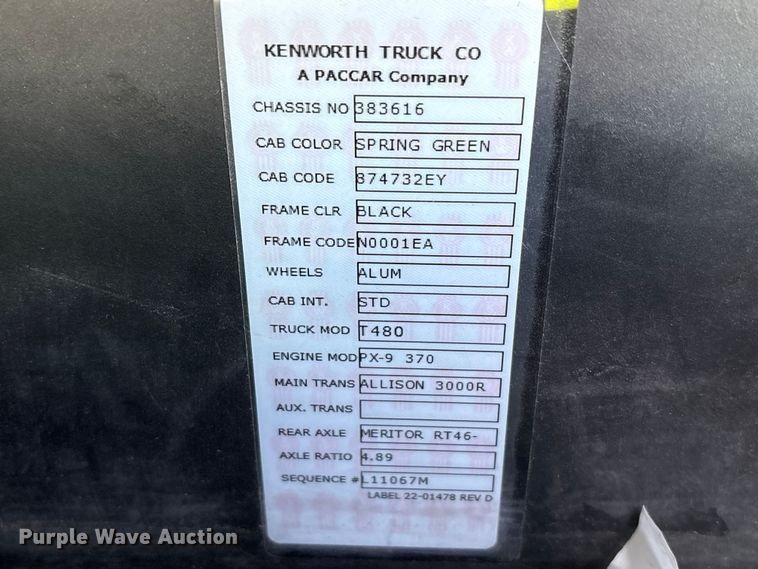 KENWORTH TRUCK CO
A PACCAR Company
CHASSIS NO 383616
CAB COLOR SPRING GREEN
CAB CODE 874732EY
FRAME CLR BLACK
FRAME CODE N0001EA
WHEELS ALUM
CAB INT. STD
TRUCK MOD T480
ENGINE MOD PX-9 370
MAIN TRANS ALLISON 3000R
AUX. TRANS
REAR AXLE MERITOR RT46-
AXLE RATIO 4.89
SEQUENCE # L11067M
LABEL 22-01478 REV D
Purple Wave Auction